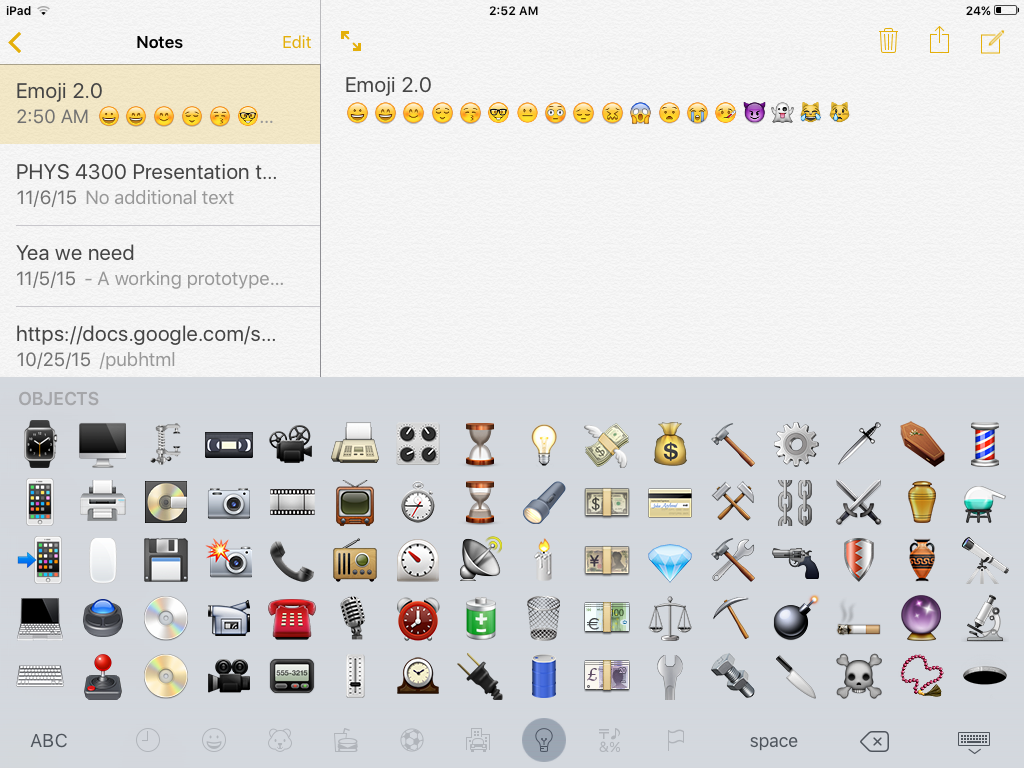 iPad 2:52 AM 24%
Notes Edit
Emoji 2.0
2:50 AM 😀 😄 😊 😌 😚 🤓...
PHYS 4300 Presentation t...
11/6/15 No additional text
Yea we need
11/5/15 - A working prototype...
https://docs.google.com/s...
10/25/15 /pubhtml
Emoji 2.0
OBJECTS
555-3215
ABC space